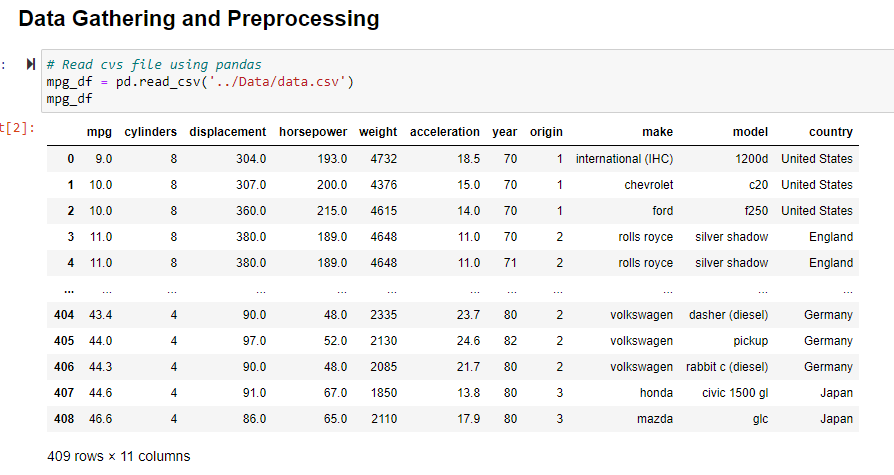 Data Gathering and Preprocessing
: # Read cvs file using pandas
mpg_df = pd.read_csv('../Data/data.csv')
mpg_df
t[2]:
mpg cylinders displacement horsepower weight acceleration year origin make model country
0 9.0 8 304.0 193.0 4732 18.5 70 1 international (IHC) 1200d United States
1 10.0 8 307.0 200.0 4376 15.0 70 1 chevrolet c20 United States
2 10.0 8 360.0 215.0 4615 14.0 70 1 ford f250 United States
3 11.0 8 380.0 189.0 4648 11.0 70 2 rolls royce silver shadow England
4 11.0 8 380.0 189.0 4648 11.0 71 2 rolls royce silver shadow England
... ... ... ... ... ... ... ... ... ... ... ...
404 43.4 4 90.0 48.0 2335 23.7 80 2 volkswagen dasher (diesel) Germany
405 44.0 4 97.0 52.0 2130 24.6 82 2 volkswagen pickup Germany
406 44.3 4 90.0 48.0 2085 21.7 80 2 volkswagen rabbit c (diesel) Germany
407 44.6 4 91.0 67.0 1850 13.8 80 3 honda civic 1500 gl Japan
408 46.6 4 86.0 65.0 2110 17.9 80 3 mazda glc Japan
409 rows × 11 columns